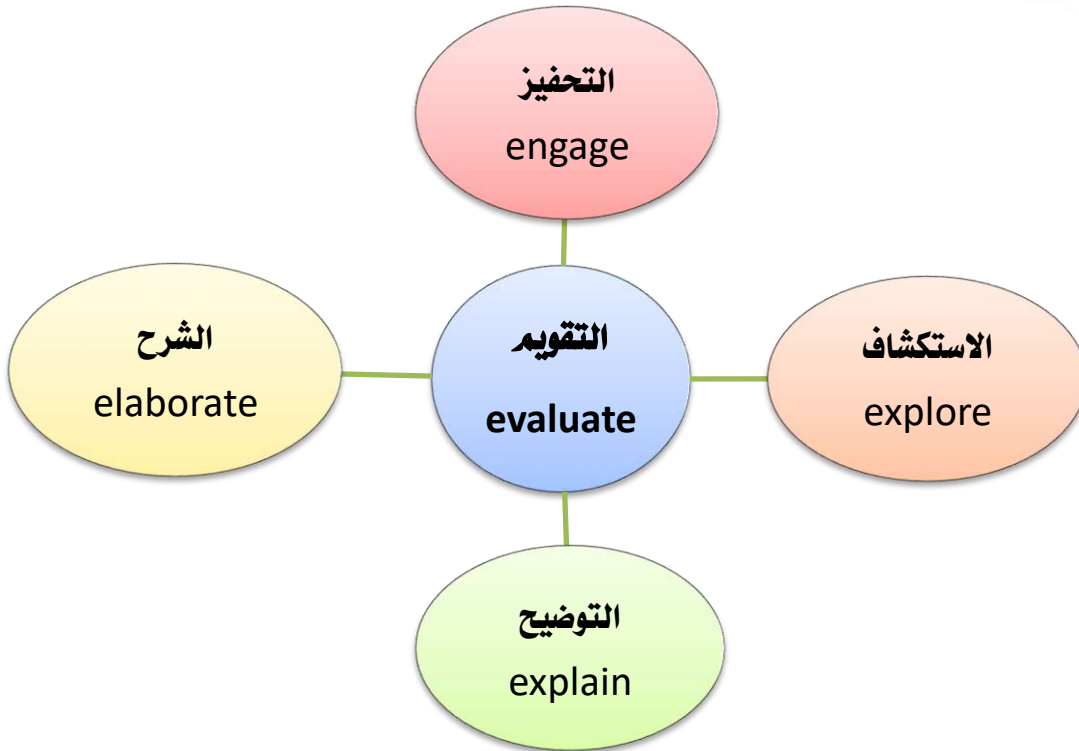 التحفيز
engage
الشرح
elaborate
التقويم
evaluate
الاستكشاف
explore
التوضيح
explain